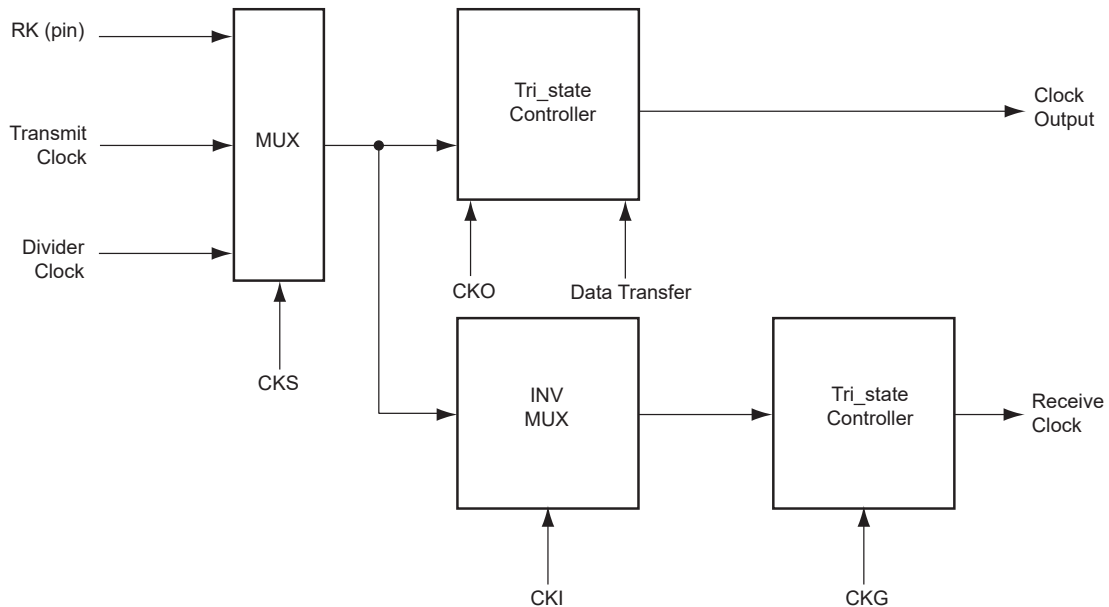 RK (pin)
Transmit
Clock
Divider
Clock
MUX
CKS
Tri_state
Controller
CKO
Data Transfer
Clock
Output
INV
MUX
CKI
Tri_state
Controller
CKG
Receive
Clock